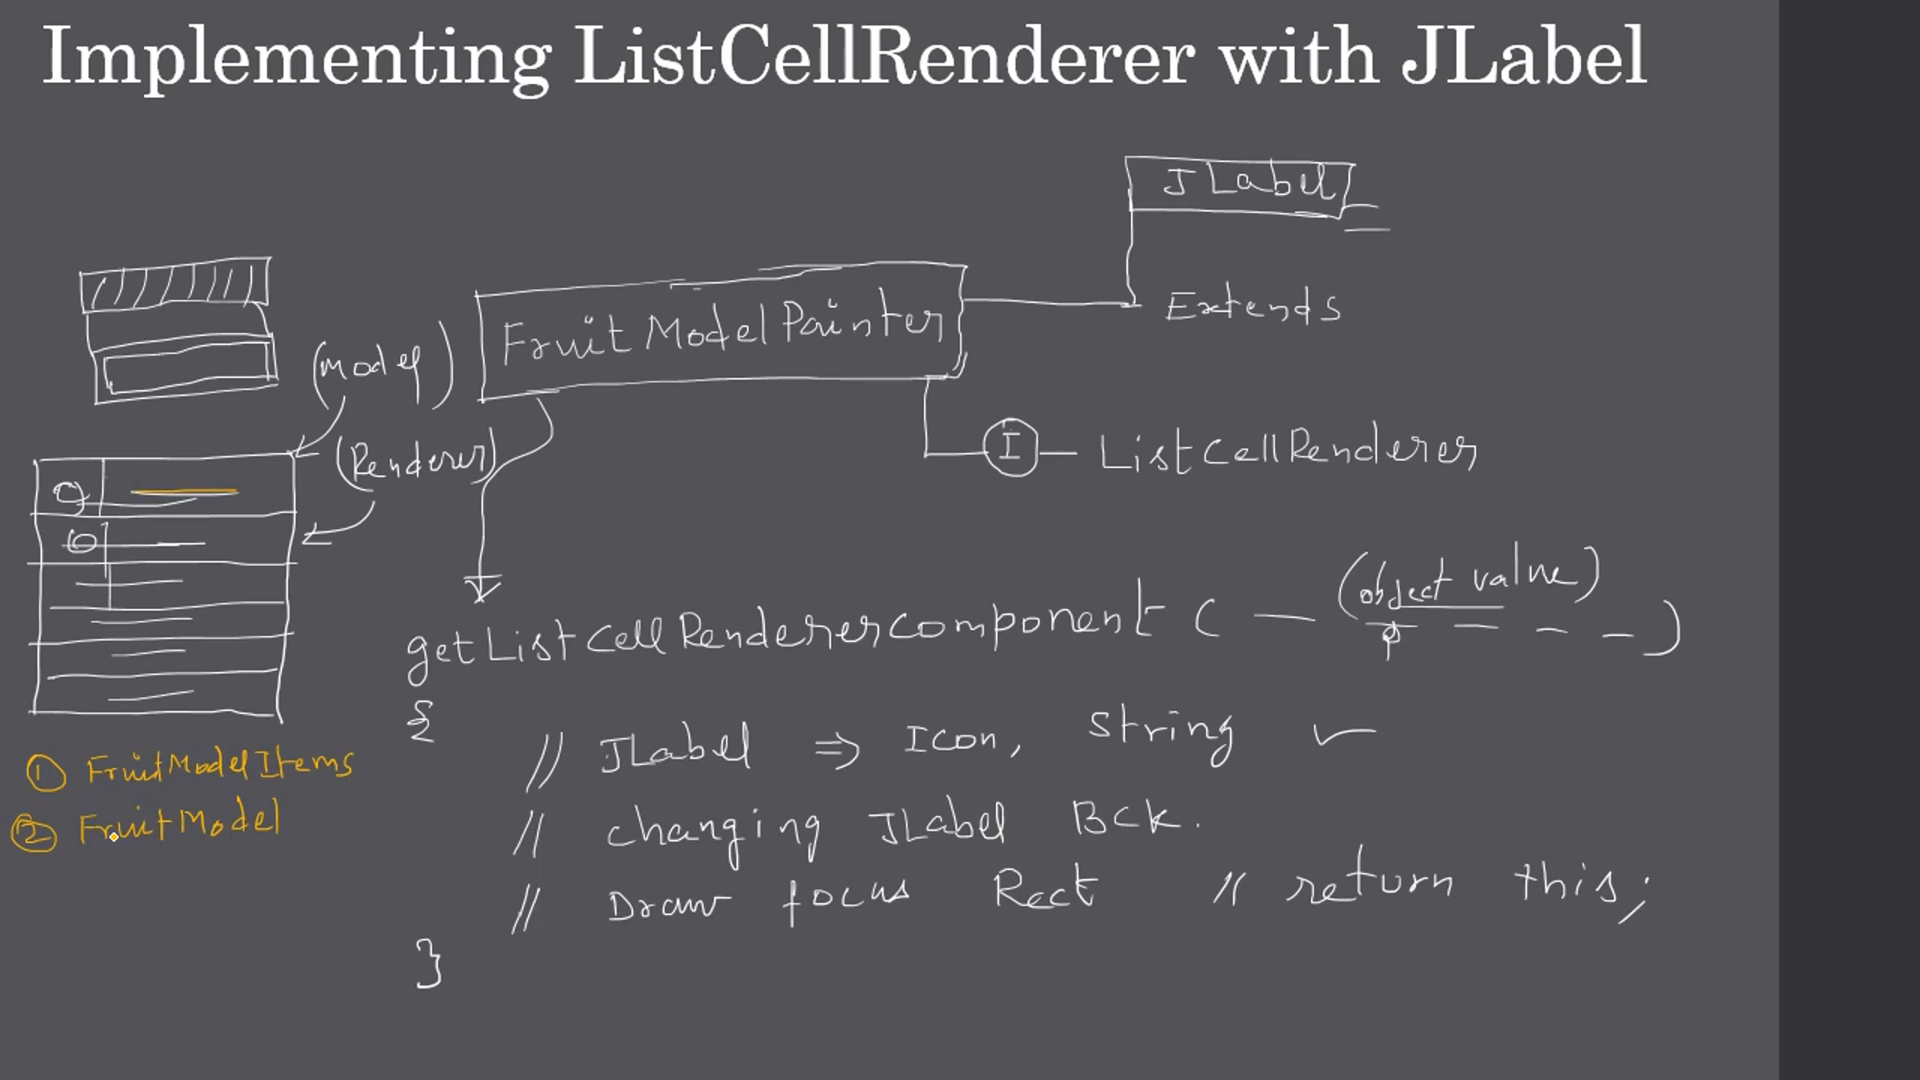 Implementing ListCellRenderer with JLabel
JLabel
Extends
FruitModelPainter
(Model)
(Renderer)
I
ListCellRenderer
(object value)
getListCellRendererComponent ( — — — — — )
{
// JLabel ⇒ Icon, String ✓
// changing JLabel Bck.
// Draw focus Rect // return this;
}
① FruitModelItems
② FruitModel